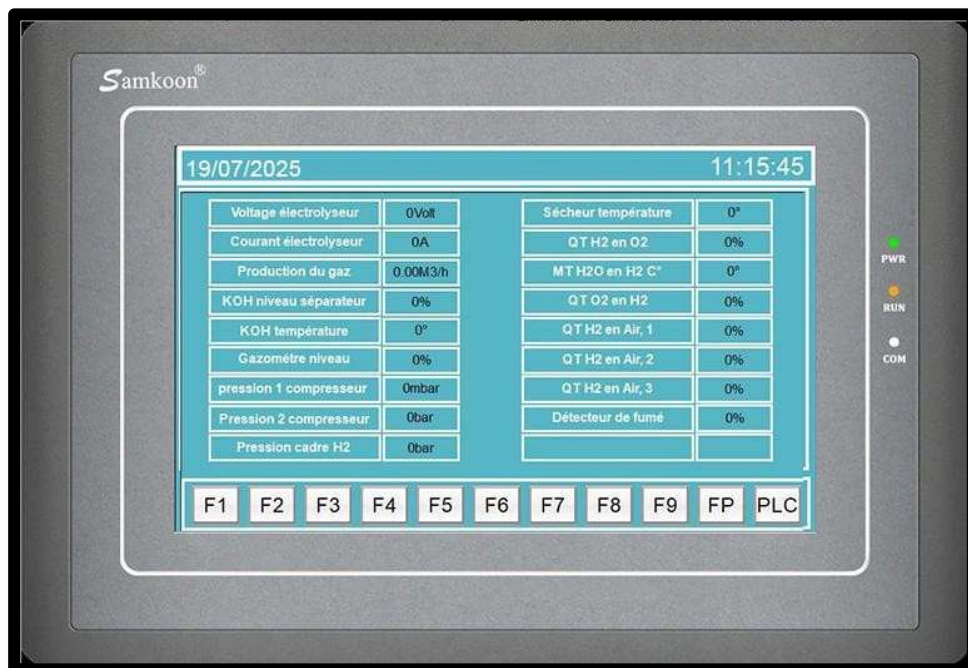 Samkoon®
19/07/2025 11:15:45
Voltage électrolyseur 0Volt Sécheur température 0°
Courant électrolyseur 0A QT H2 en O2 0%
Production du gaz 0.00M3/h MT H2O en H2 C° 0°
KOH niveau séparateur 0% QT O2 en H2 0%
KOH température 0° QT H2 en Air, 1 0%
Gazométre niveau 0% QT H2 en Air, 2 0%
pression 1 compresseur 0mbar QT H2 en Air, 3 0%
Pression 2 compresseur 0bar Détecteur de fumé 0%
Pression cadre H2 0bar
F1 F2 F3 F4 F5 F6 F7 F8 F9 FP PLC
PWR
RUN
COM